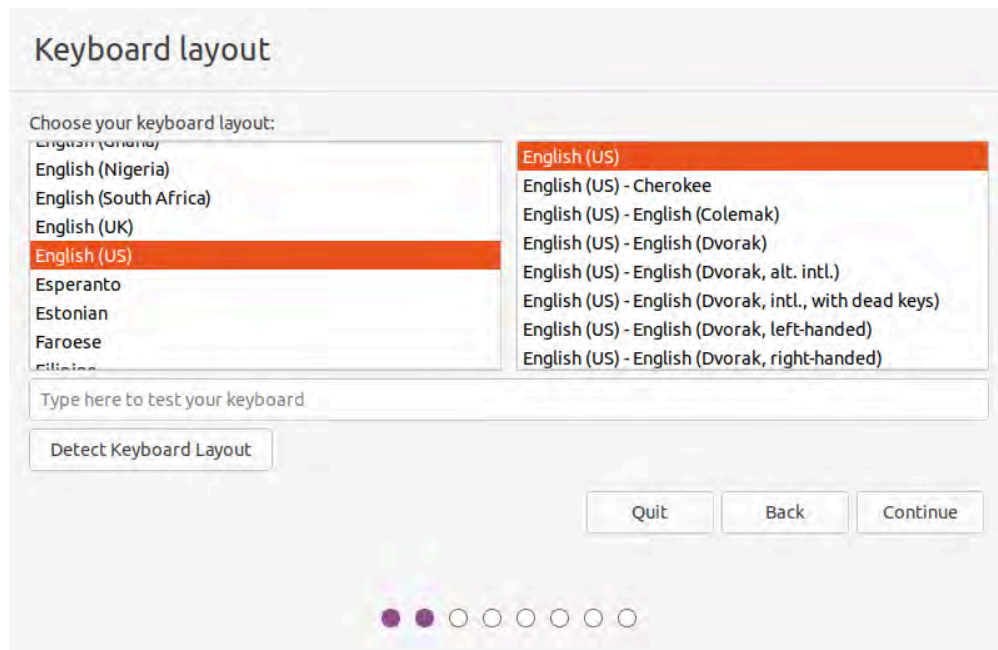 Keyboard layout
Choose your keyboard layout:
English (Ghana)
English (Nigeria)
English (South Africa)
English (UK)
English (US)
Esperanto
Estonian
Faroese
Filipino
English (US)
English (US) - Cherokee
English (US) - English (Colemak)
English (US) - English (Dvorak)
English (US) - English (Dvorak, alt. intl.)
English (US) - English (Dvorak, intl., with dead keys)
English (US) - English (Dvorak, left-handed)
English (US) - English (Dvorak, right-handed)
Type here to test your keyboard
Detect Keyboard Layout
Quit
Back
Continue